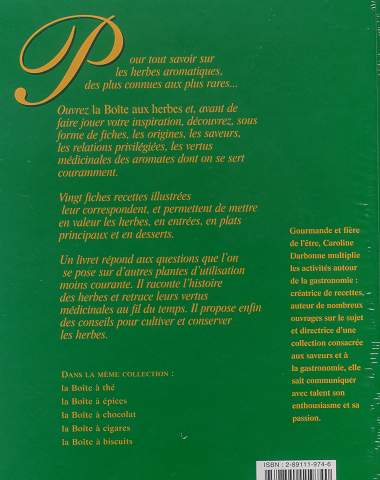 Pour tout savoir sur
les herbes aromatiques,
des plus connues aux plus rares...
Ouvrez la Boîte aux herbes et, avant de
faire jouer votre inspiration, découvrez, sous
forme de fiches, les origines, les saveurs,
les relations privilégiées, les vertus
médicinales des aromates dont on se sert
couramment.
Vingt fiches recettes illustrées
leur correspondent, et permettent de mettre
en valeur les herbes, en entrées, en plats
principaux et en desserts.
Un livret répond aux questions que l'on
se pose sur d'autres plantes d'utilisation
moins courante. Il raconte l'histoire
des herbes et retrace leurs vertus
médicinales au fil du temps. Il propose enfin
des conseils pour cultiver et conserver
les herbes.
DANS LA MÊME COLLECTION :
la Boîte à thé
la Boîte à épices
la Boîte à chocolat
la Boîte à cigares
la Boîte à biscuits
Gourmande et fière
de l'être, Caroline
Darbonne multiplie
les activités autour
de la gastronomie :
créatrice de recettes,
auteur de nombreux
ouvrages sur le sujet
et directrice d'une
collection consacrée
aux saveurs et à
la gastronomie, elle
sait communiquer
avec talent son
enthousiasme et sa
passion.
ISBN : 2-89111-974-6